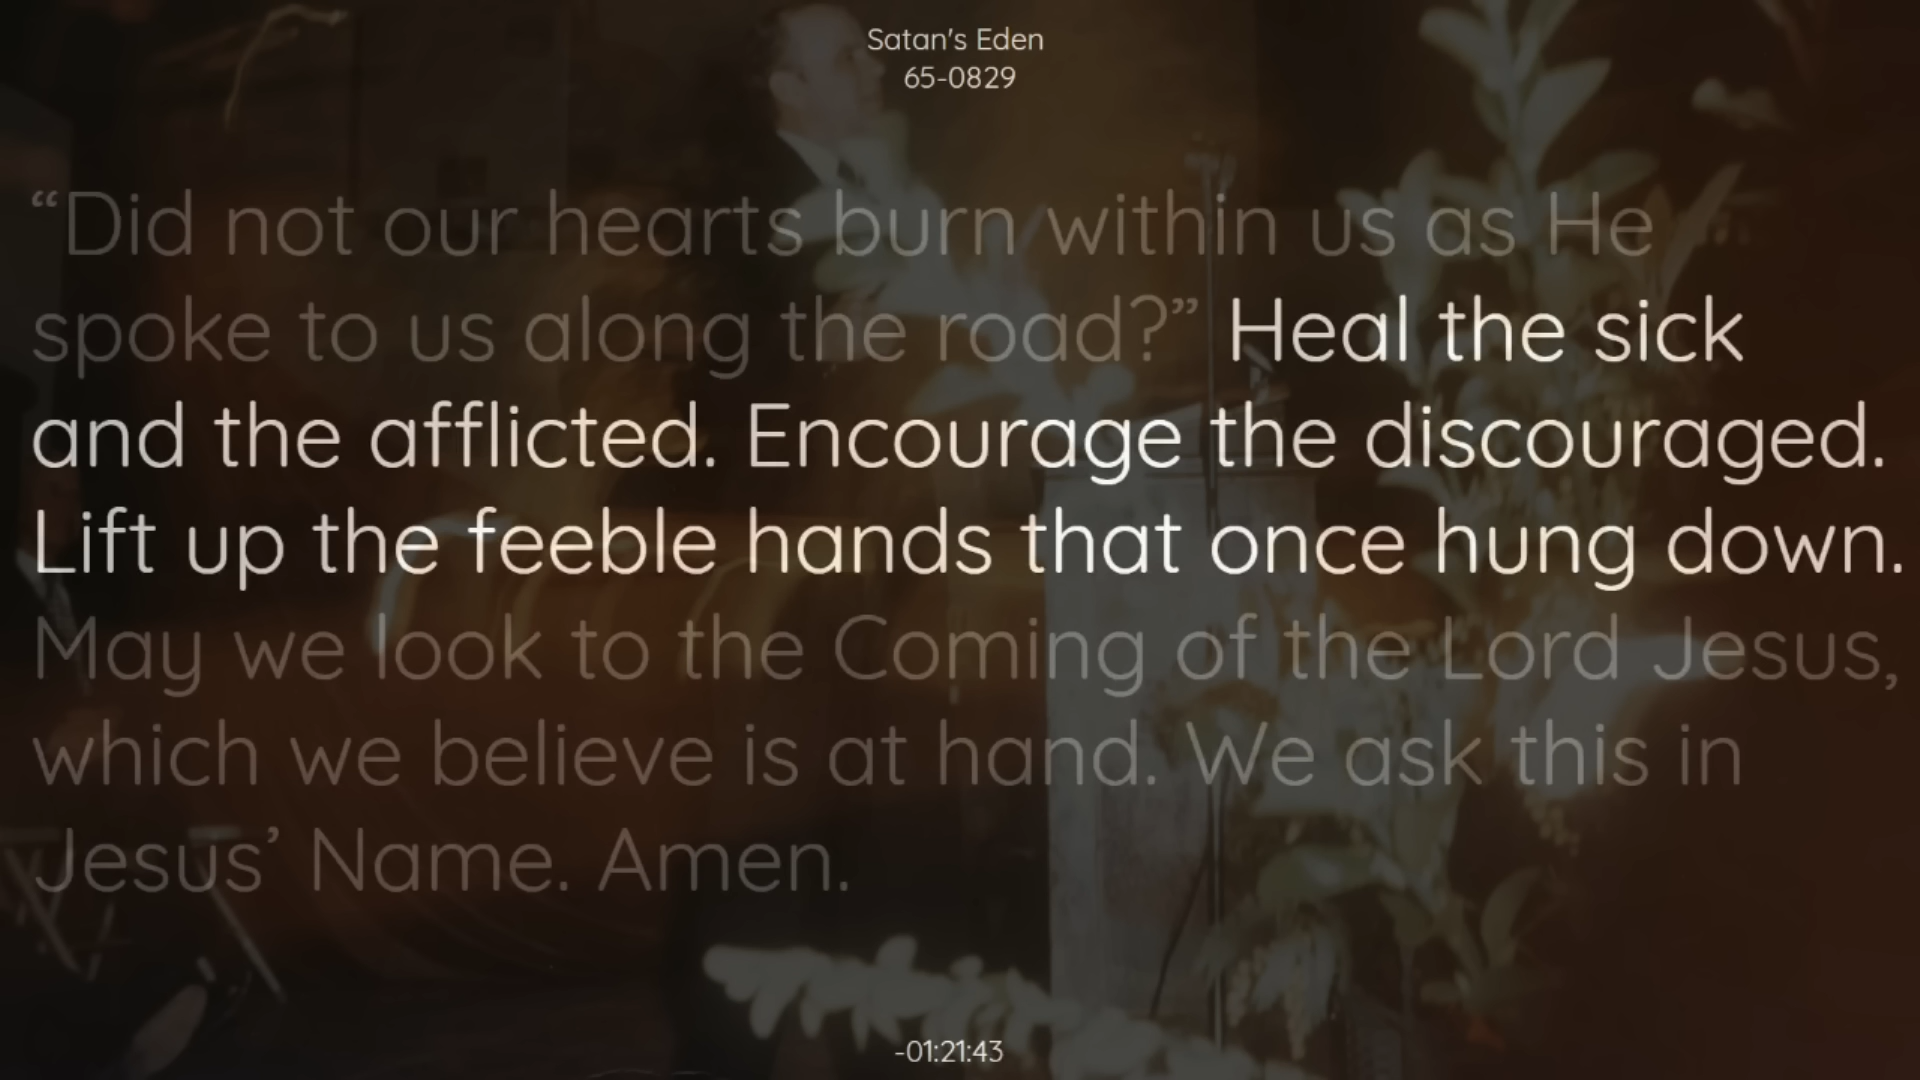 Satan's Eden
65-0829
“Did not our hearts burn within us as He
spoke to us along the road?” Heal the sick
and the afflicted. Encourage the discouraged.
Lift up the feeble hands that once hung down.
May we look to the Coming of the Lord Jesus,
which we believe is at hand. We ask this in
Jesus’ Name. Amen.
-01:21:43